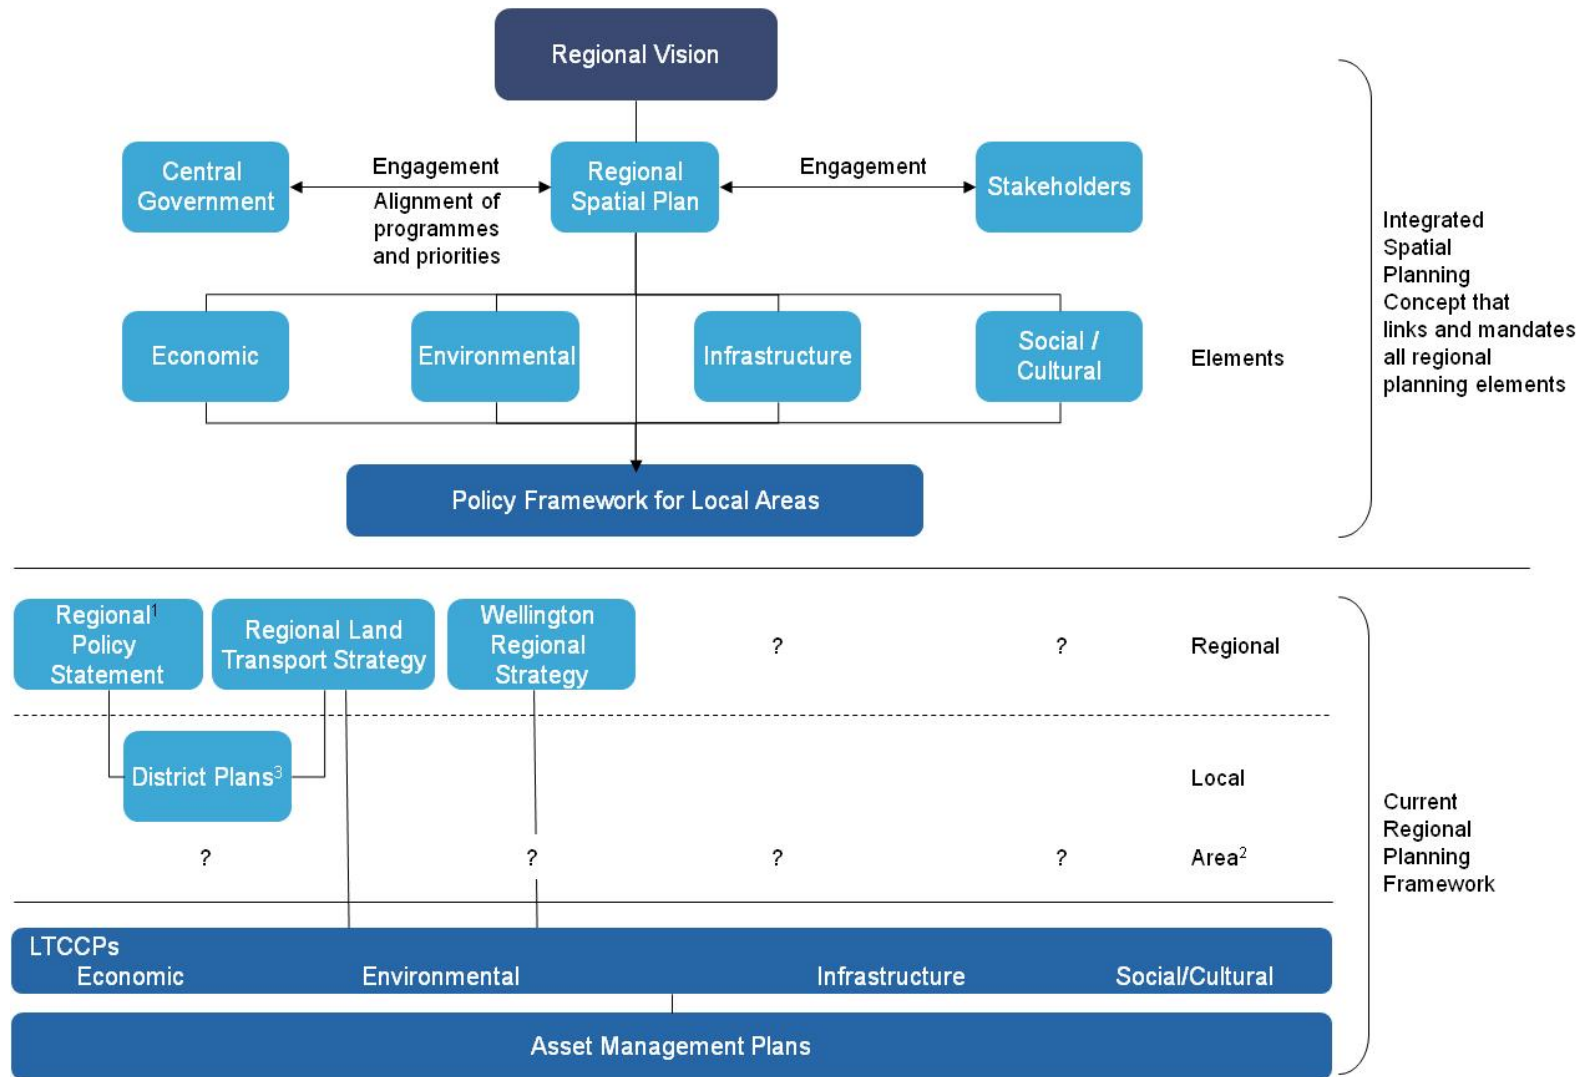 Regional Vision
Central
Government
Engagement
Alignment of
programmes
and priorities
Regional
Spatial Plan
Engagement
Stakeholders
Economic
Environmental
Infrastructure
Social /
Cultural
Elements
Policy Framework for Local Areas
Integrated
Spatial
Planning
Concept that
links and mandates
all regional
planning elements
Regional1
Policy
Statement
Regional Land
Transport Strategy
Wellington
Regional
Strategy
?
?
Regional
District Plans3
Local
?
?
?
?
Area2
Current
Regional
Planning
Framework
LTCCPs
Economic
Environmental
Infrastructure
Social/Cultural
Asset Management Plans